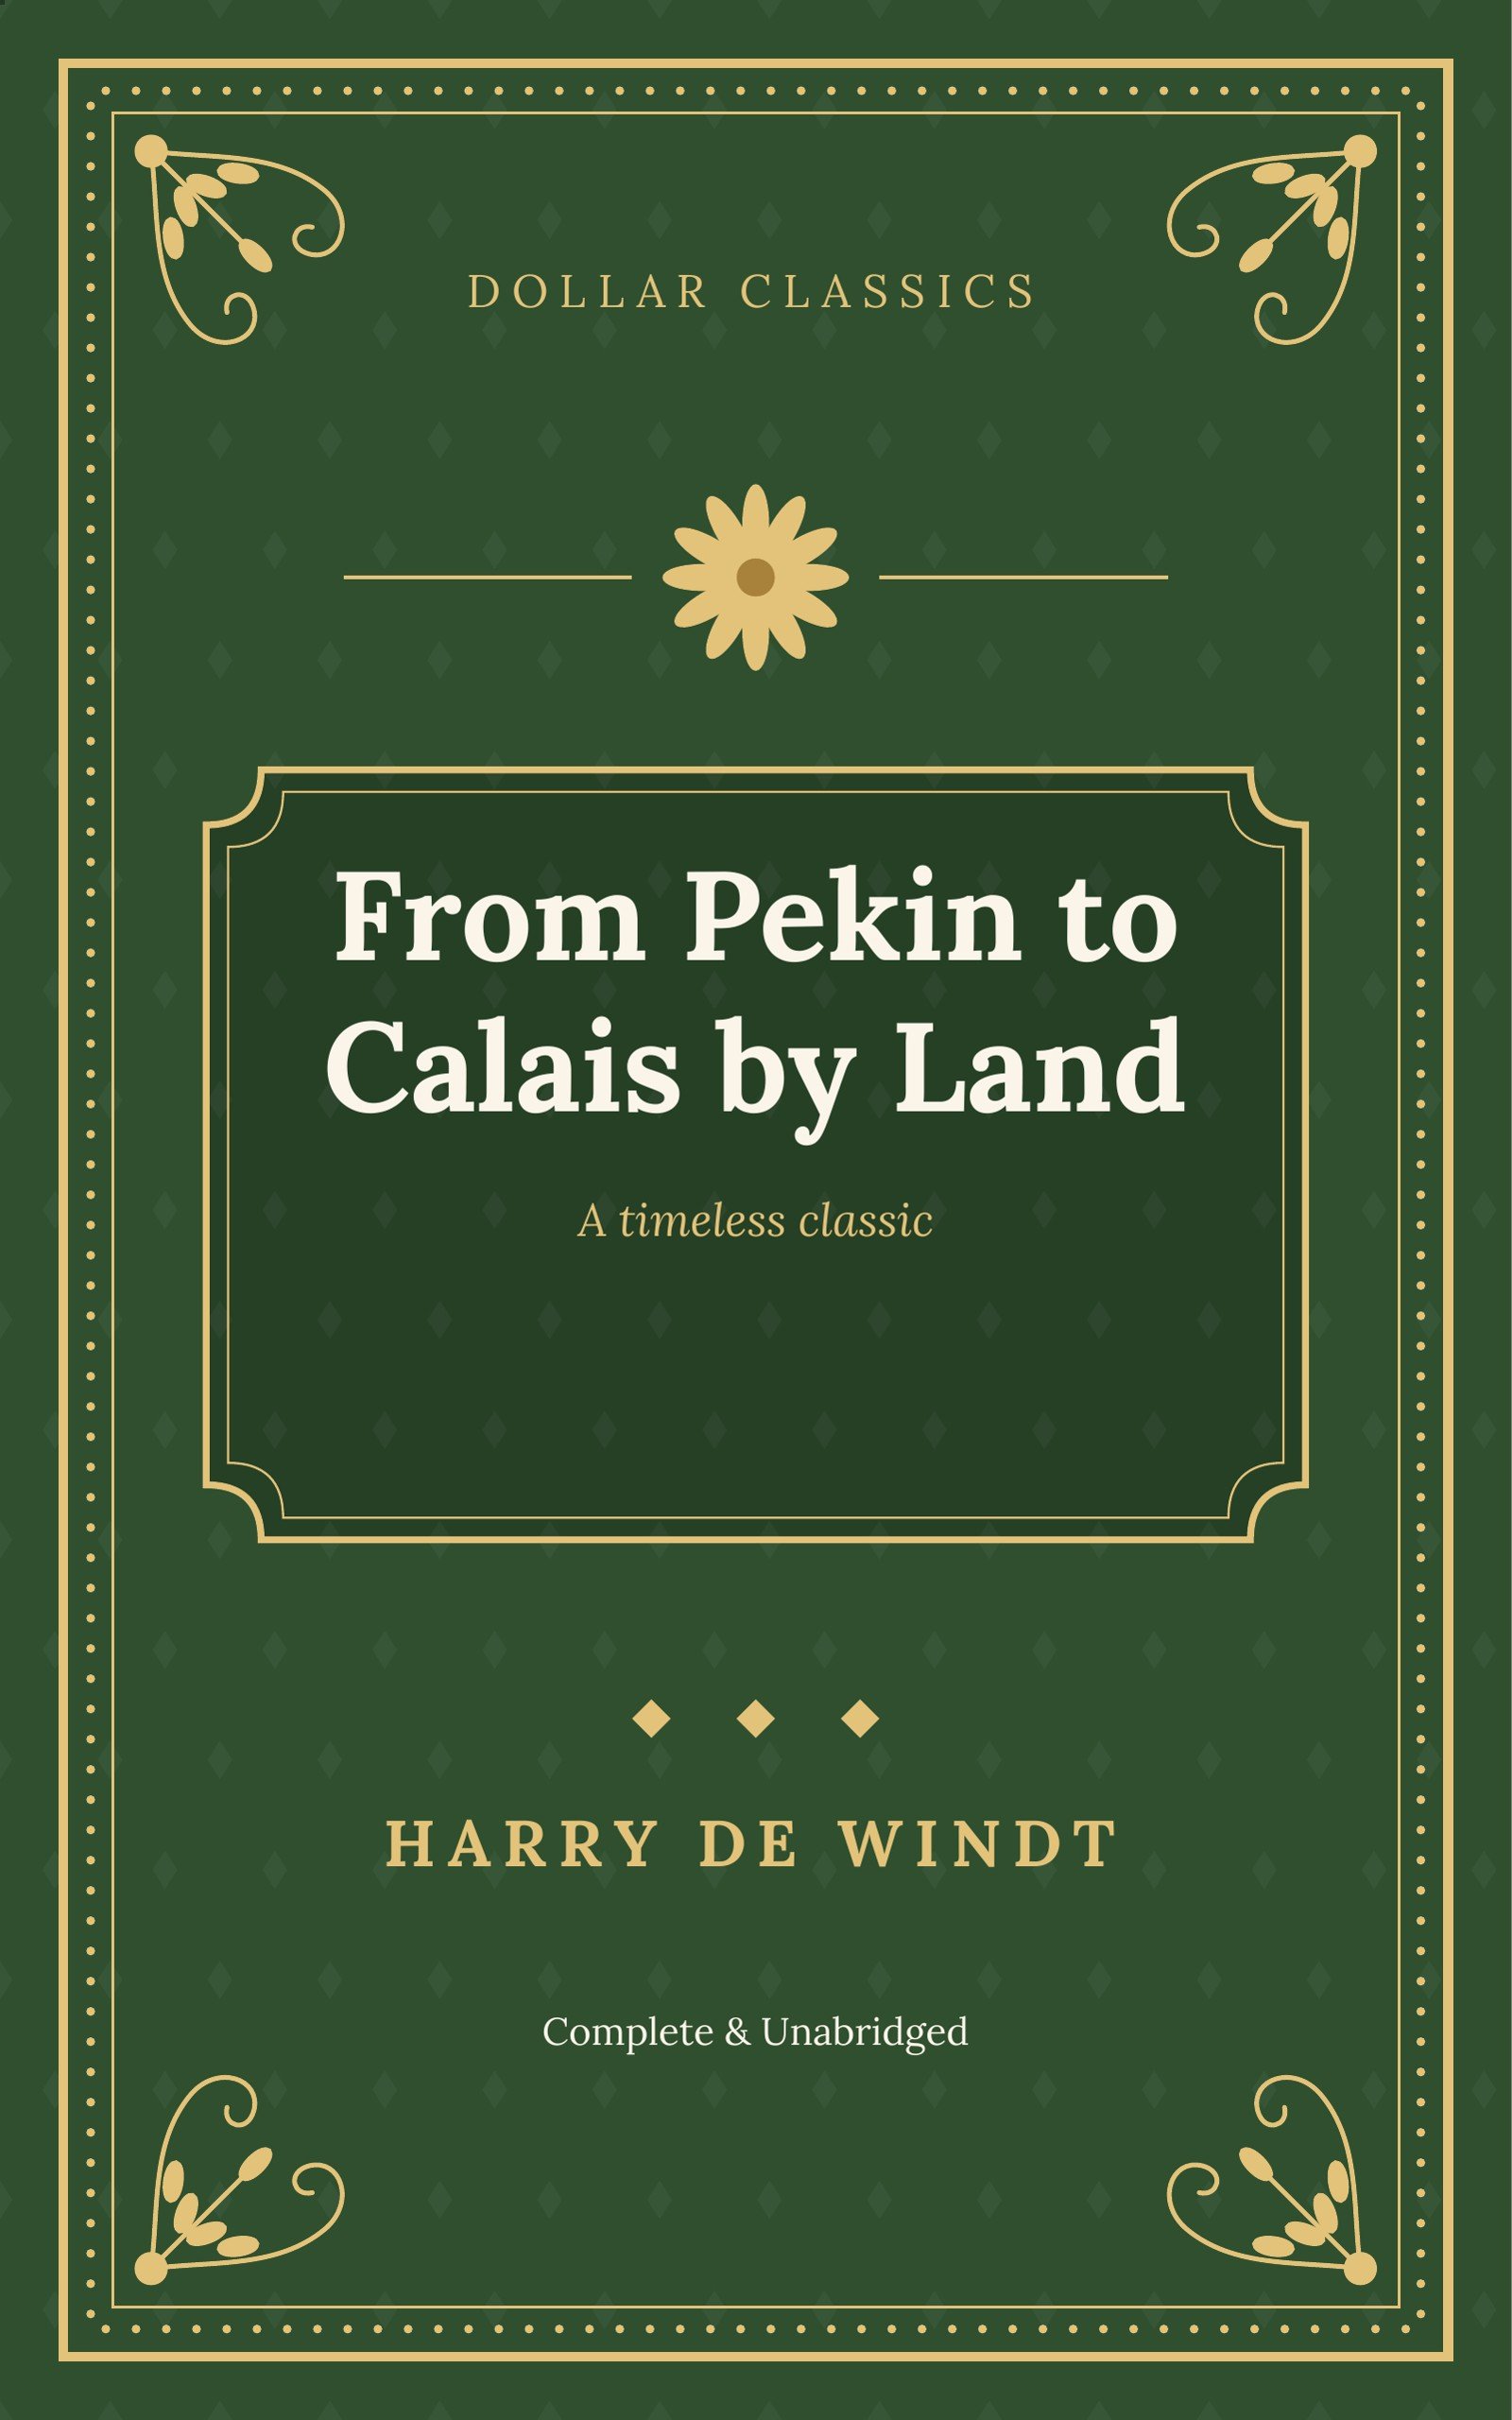 DOLLAR CLASSICS
From Pekin to
Calais by Land
A timeless classic
HARRY DE WINDT
Complete & Unabridged